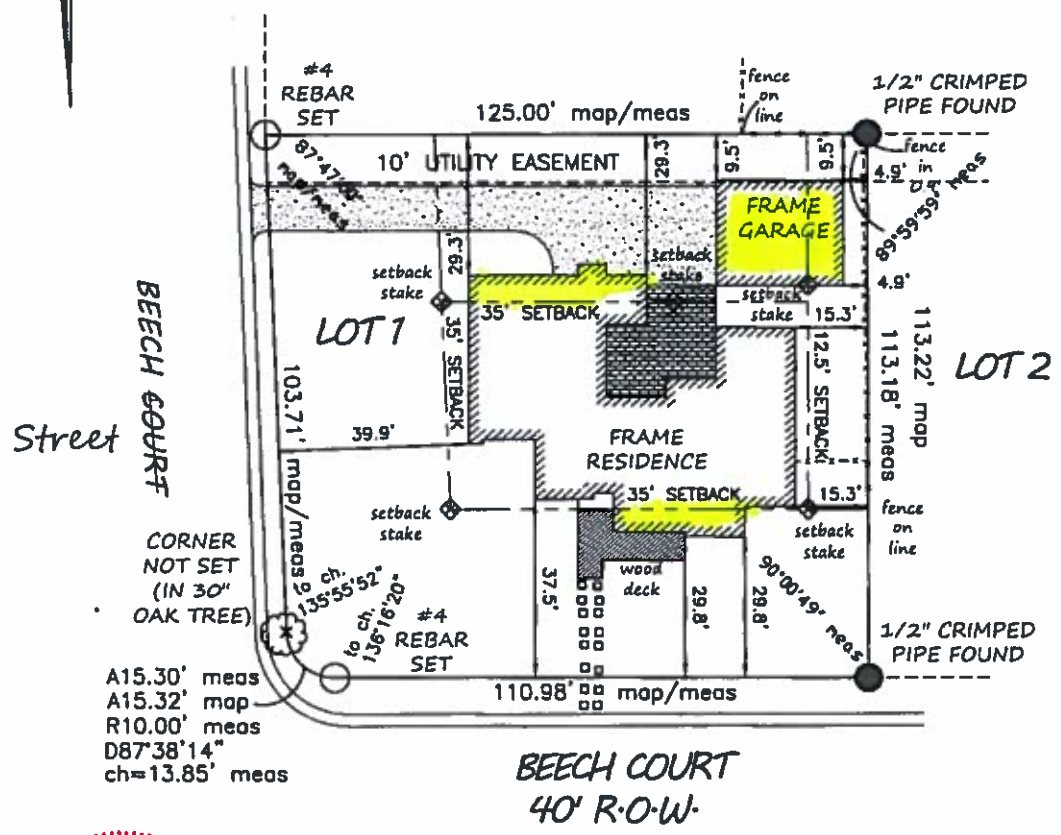 #4
REBAR
SET
125.00' map/meas
fence
on
line
1/2" CRIMPED
PIPE FOUND
87°47'00"
map/meas
10' UTILITY EASEMENT
29.3'
9.5'
9.5'
4.9'
fence
in
0.9'
89°59'59" meas
FRAME
GARAGE
setback
stake
29.3'
setback
stake
4.9'
setback
stake
15.3'
35' SETBACK
35' SETBACK
LOT 1
BEECH COURT
Street
103.71' map/meas
39.9'
12.5' SETBACK
113.22' map
113.18' meas
LOT 2
FRAME
RESIDENCE
35' SETBACK
15.3'
setback
stake
setback
stake
fence
on
line
CORNER
NOT SET
(IN 30"
OAK TREE)
to ch.
135°55'52"
to ch.
136°16'20"
#4
REBAR
SET
37.5'
wood
deck
29.8'
29.8'
90°00'49" meas
1/2" CRIMPED
PIPE FOUND
A15.30' meas
A15.32' map
R10.00' meas
D87°38'14"
ch=13.85' meas
110.98' map/meas
BEECH COURT
40' R.O.W.